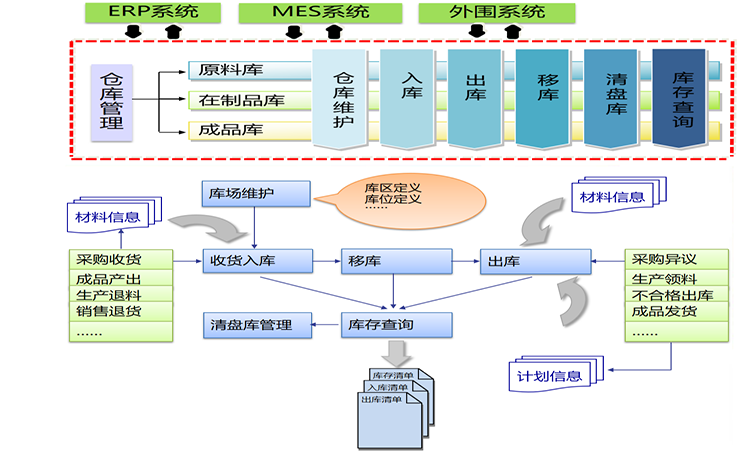 ERP系统
MES系统
外围系统
仓库管理
原料库
在制品库
成品库
仓库维护
入库
出库
移库
清盘库
库存查询
库场维护
库区定义
库位定义
……
材料信息
材料信息
采购收货
成品产出
生产退料
销售退货
……
收货入库
移库
出库
采购异议
生产领料
不合格出库
成品发货
……
清盘库管理
库存查询
计划信息
库存清单
入库清单
出库清单